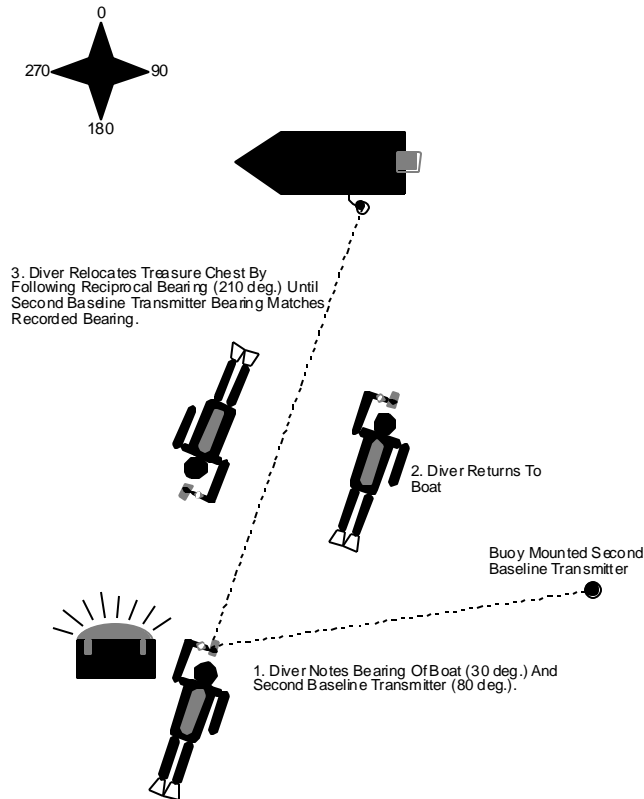 0
270
90
180
3. Diver Relocates Treasure Chest By
Following Reciprocal Bearing (210 deg.) Until
Second Baseline Transmitter Bearing Matches
Recorded Bearing.
2. Diver Returns To
Boat
Buoy Mounted Second
Baseline Transmitter
1. Diver Notes Bearing Of Boat (30 deg.) And
Second Baseline Transmitter (80 deg.).